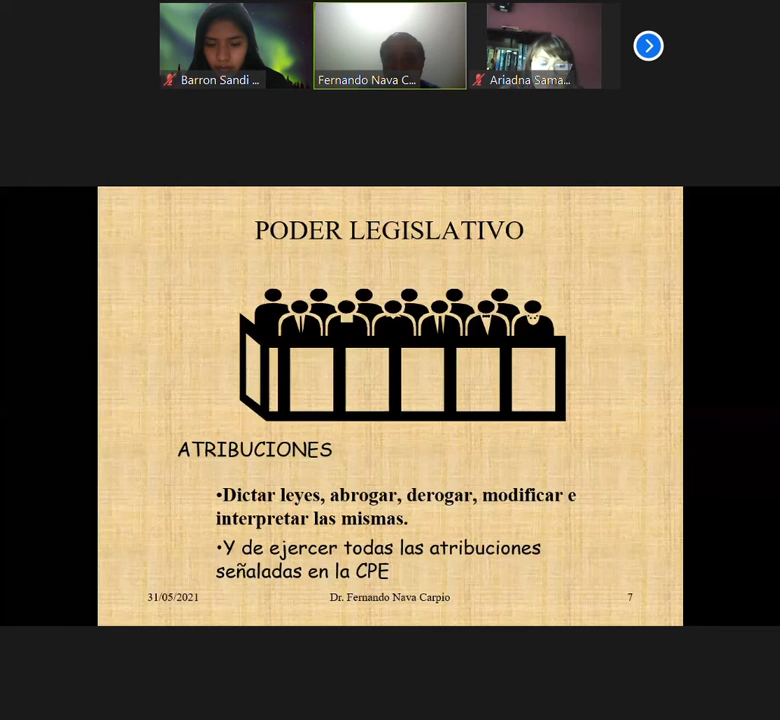 Barron Sandi ...
Fernando Nava C...
Ariadna Sama...
PODER LEGISLATIVO
ATRIBUCIONES
•Dictar leyes, abrogar, derogar, modificar e
interpretar las mismas.
•Y de ejercer todas las atribuciones
señaladas en la CPE
31/05/2021
Dr. Fernando Nava Carpio
7